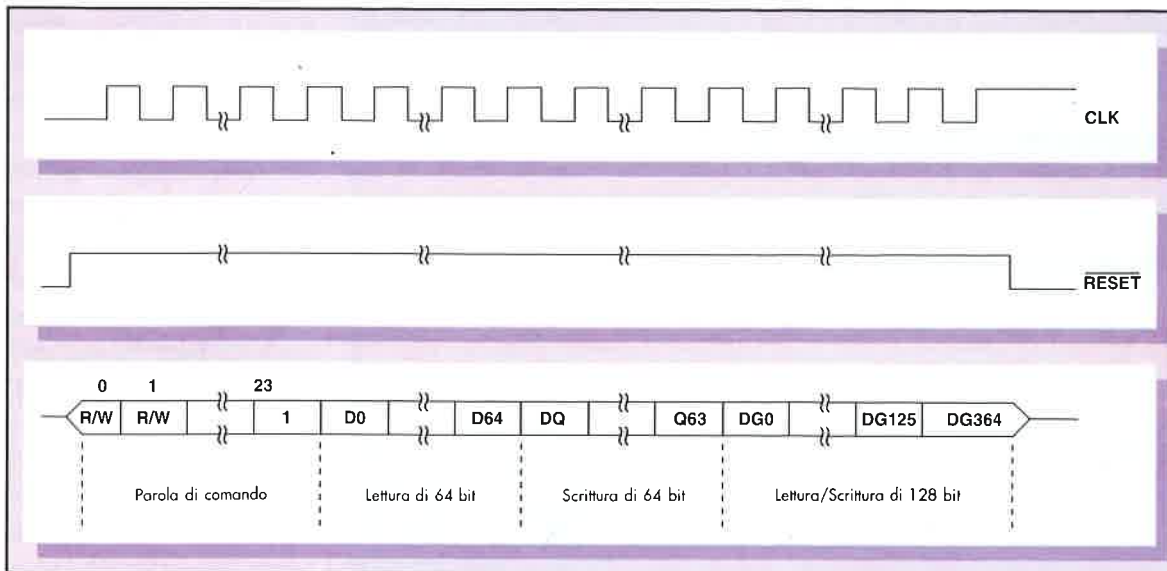 CLK
RESET
0 1 23
R/W R/W 1 D0 D64 DQ Q63 DG0 DG125 DG364
Parola di comando Lettura di 64 bit Scrittura di 64 bit Lettura/Scrittura di 128 bit